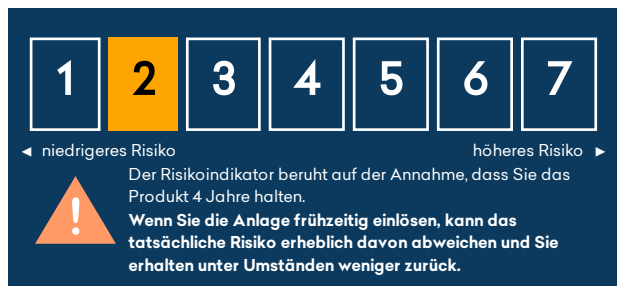 1 2 3 4 5 6 7
◄ niedrigeres Risiko höheres Risiko ►
Der Risikoindikator beruht auf der Annahme, dass Sie das
Produkt 4 Jahre halten.
Wenn Sie die Anlage frühzeitig einlösen, kann das
tatsächliche Risiko erheblich davon abweichen und Sie
erhalten unter Umständen weniger zurück.